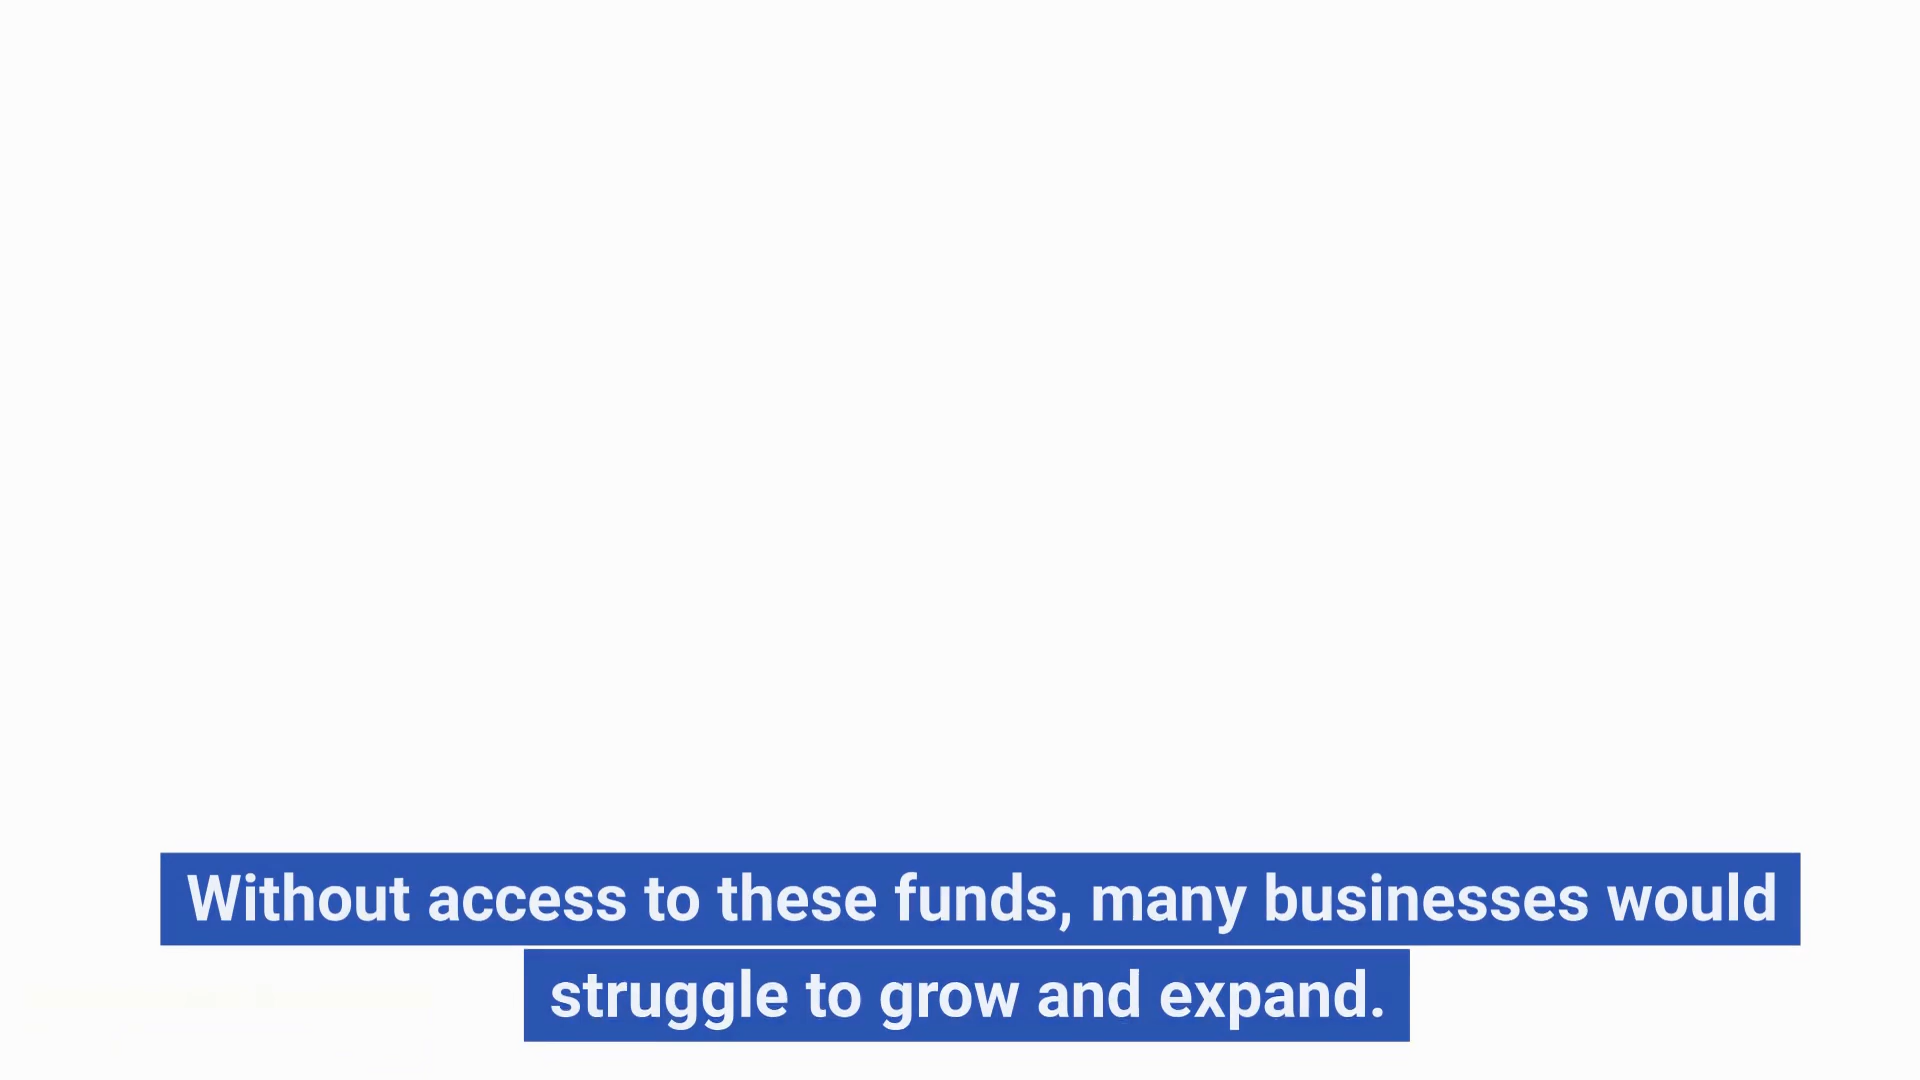 Without access to these funds, many businesses would
struggle to grow and expand.